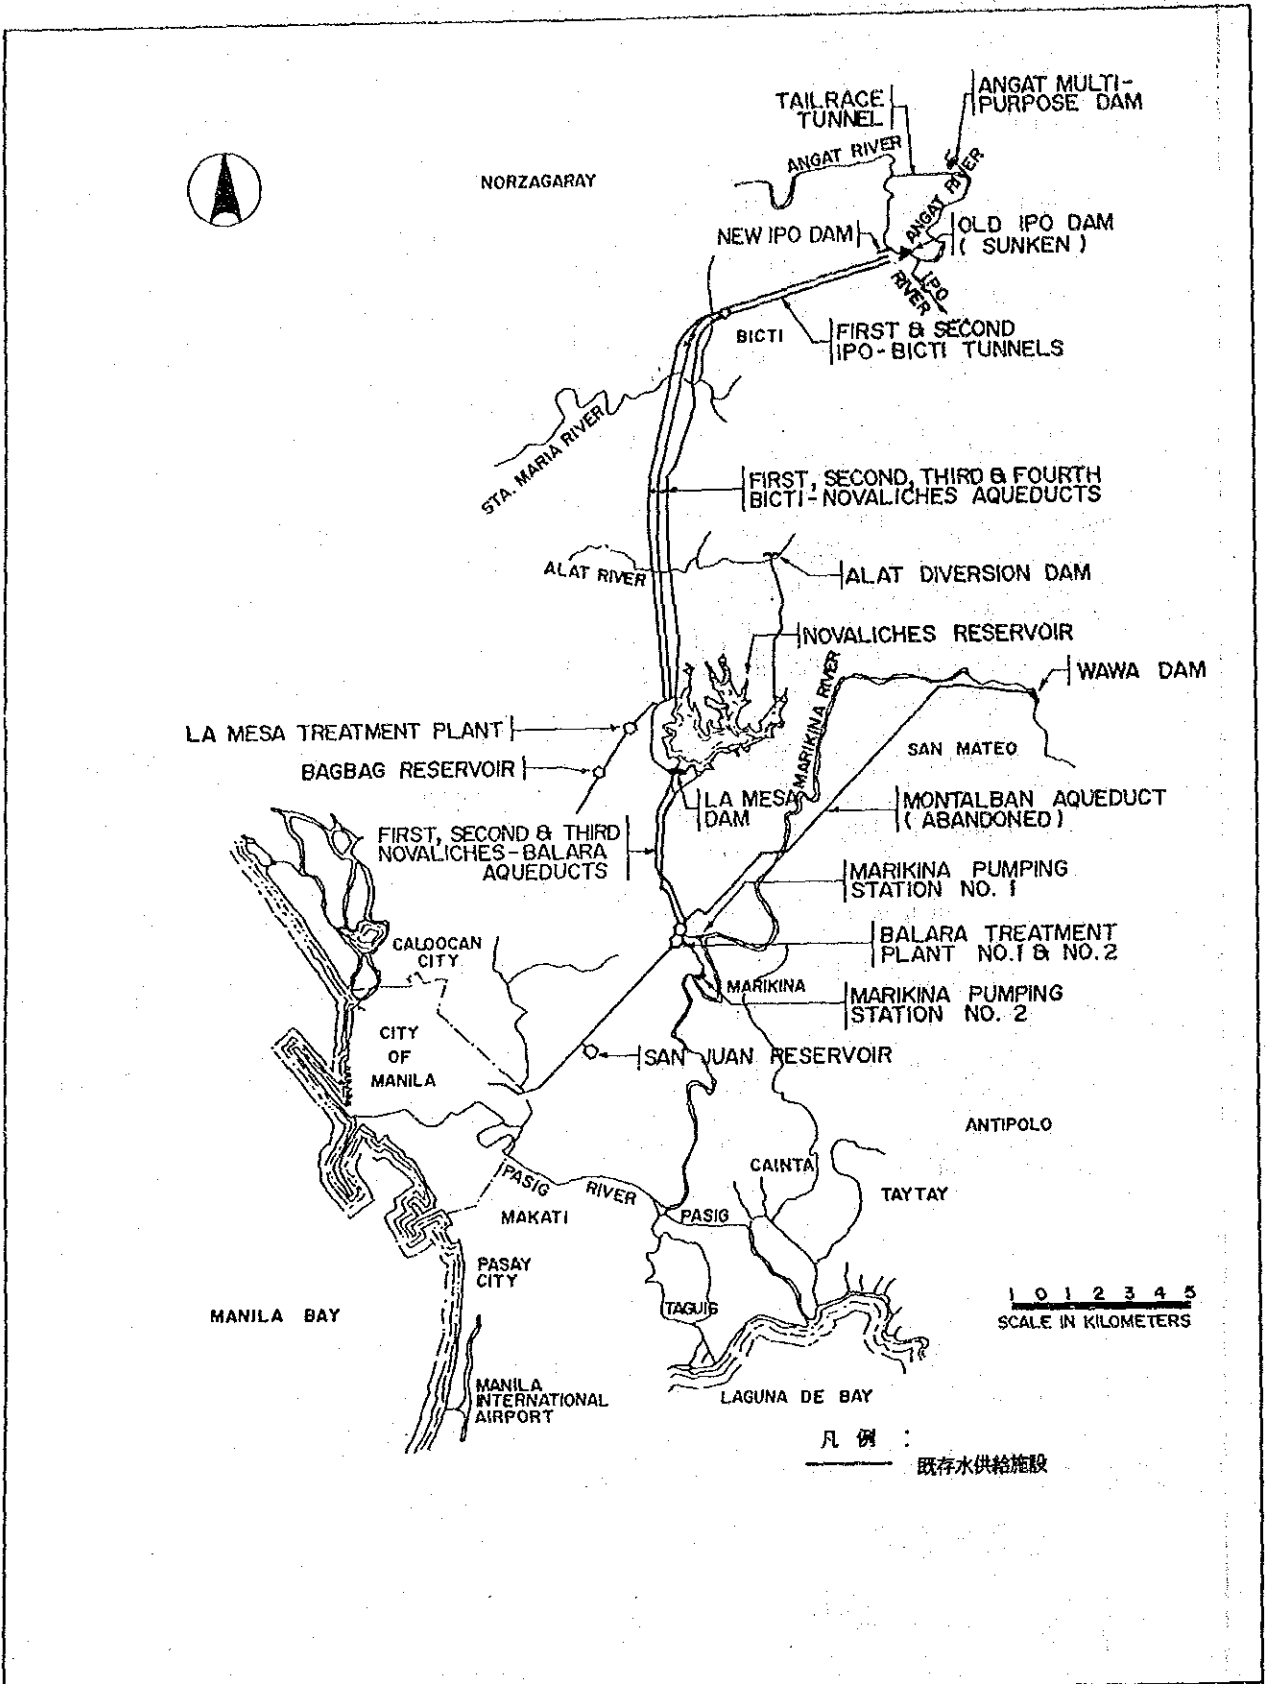 TAILRACE
TUNNEL
ANGAT MULTI-
PURPOSE DAM
ANGAT RIVER
NORZAGARAY
ANGAT RIVER
NEW IPO DAM
OLD IPO DAM
( SUNKEN )
IPO
RIVER
BICTI
FIRST & SECOND
IPO-BICTI TUNNELS
STA. MARIA RIVER
FIRST, SECOND, THIRD & FOURTH
BICTI-NOVALICHES AQUEDUCTS
ALAT RIVER
ALAT DIVERSION DAM
NOVALICHES RESERVOIR
MARIKINA RIVER
WAWA DAM
LA MESA TREATMENT PLANT
SAN MATEO
BAGBAG RESERVOIR
LA MESA
DAM
MONTALBAN AQUEDUCT
( ABANDONED )
FIRST, SECOND & THIRD
NOVALICHES-BALARA
AQUEDUCTS
MARIKINA PUMPING
STATION NO. 1
BALARA TREATMENT
PLANT NO.1 & NO.2
CALOOCAN
CITY
MARIKINA
MARIKINA PUMPING
STATION NO. 2
CITY
OF
MANILA
SAN JUAN RESERVOIR
ANTIPOLO
CAINTA
TAYTAY
PASIG RIVER
PASIG
MAKATI
PASAY
CITY
TAGUIG
MANILA BAY
1 0 1 2 3 4 5
SCALE IN KILOMETERS
MANILA
INTERNATIONAL
AIRPORT
LAGUNA DE BAY
凡 例 :
既存水供給施設